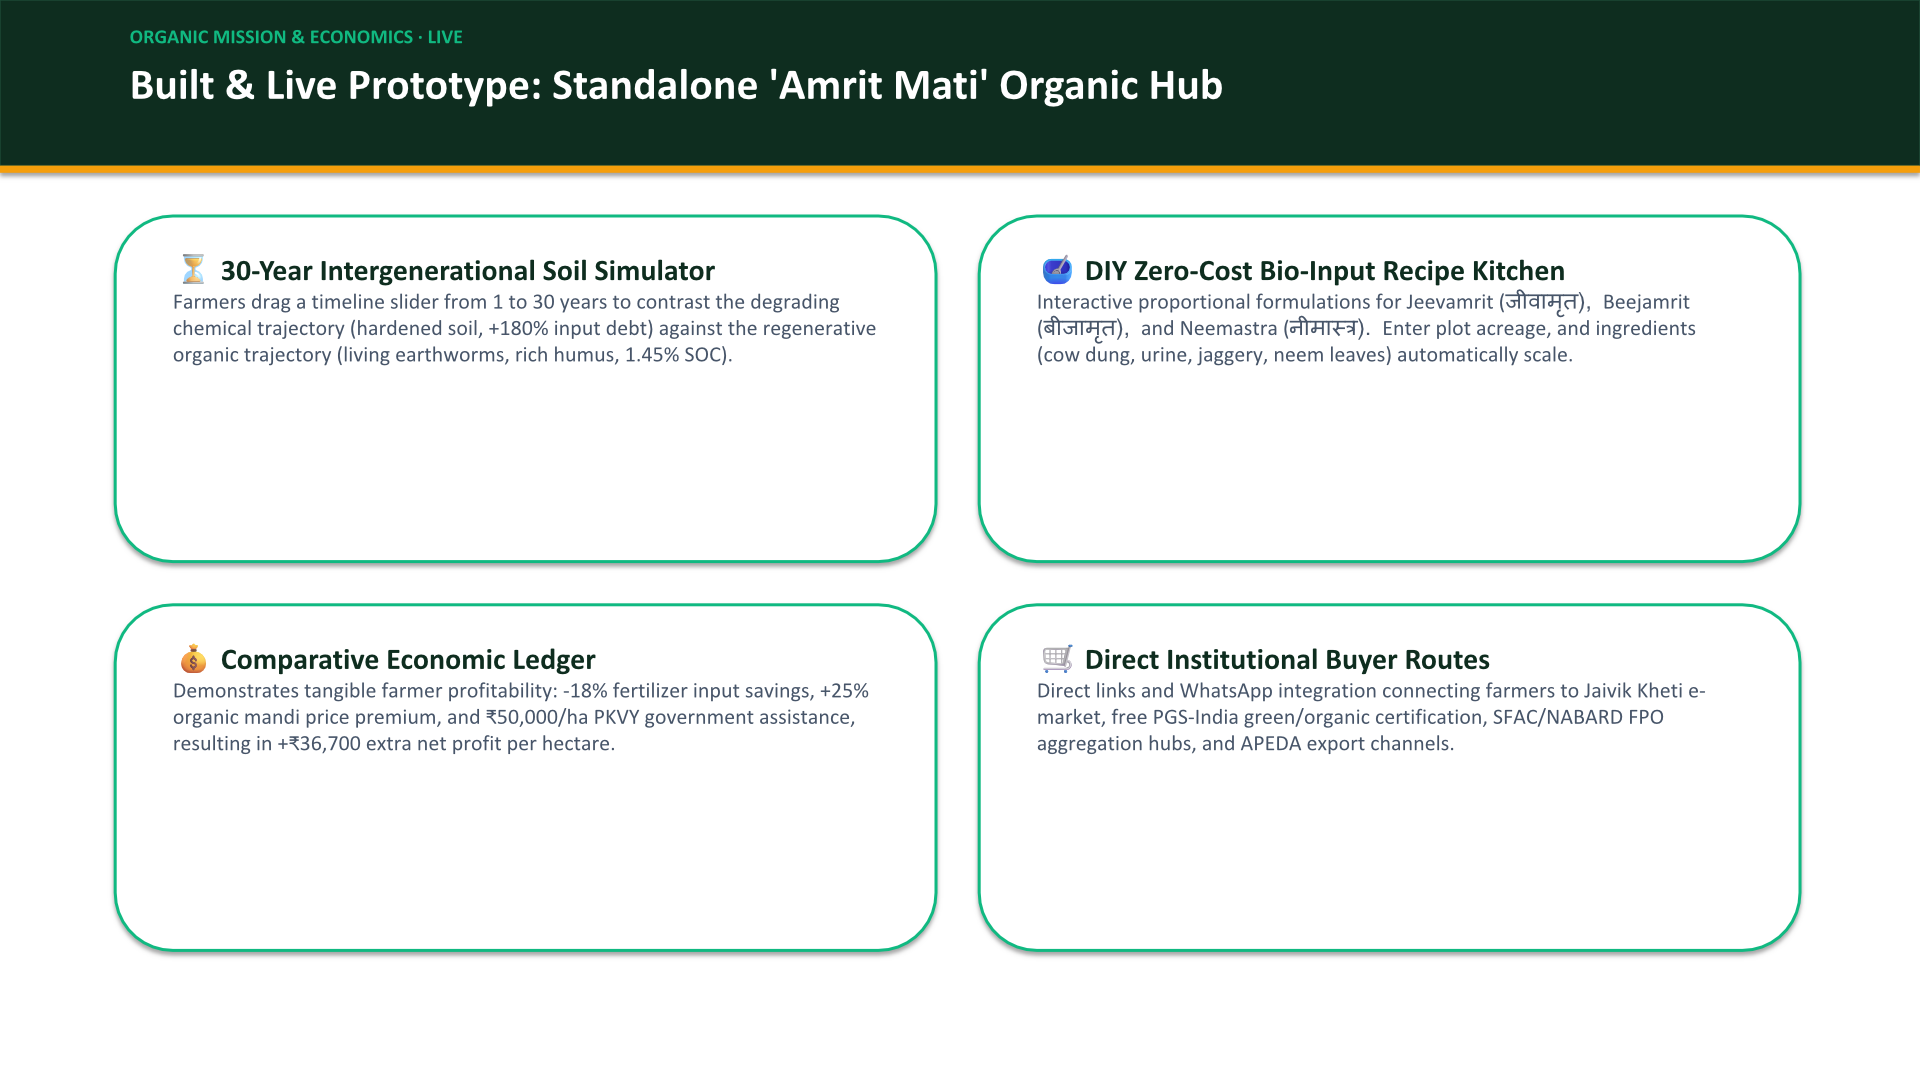 ORGANIC MISSION & ECONOMICS · LIVE
Built & Live Prototype: Standalone 'Amrit Mati' Organic Hub
⏳ 30-Year Intergenerational Soil Simulator
Farmers drag a timeline slider from 1 to 30 years to contrast the degrading
chemical trajectory (hardened soil, +180% input debt) against the regenerative
organic trajectory (living earthworms, rich humus, 1.45% SOC).
🥣 DIY Zero-Cost Bio-Input Recipe Kitchen
Interactive proportional formulations for Jeevamrit (जीवामृत), Beejamrit
(बीजामृत), and Neemastra (नीमास्त्र). Enter plot acreage, and ingredients
(cow dung, urine, jaggery, neem leaves) automatically scale.
💰 Comparative Economic Ledger
Demonstrates tangible farmer profitability: -18% fertilizer input savings, +25%
organic mandi price premium, and ₹50,000/ha PKVY government assistance,
resulting in +₹36,700 extra net profit per hectare.
🛒 Direct Institutional Buyer Routes
Direct links and WhatsApp integration connecting farmers to Jaivik Kheti e-
market, free PGS-India green/organic certification, SFAC/NABARD FPO
aggregation hubs, and APEDA export channels.